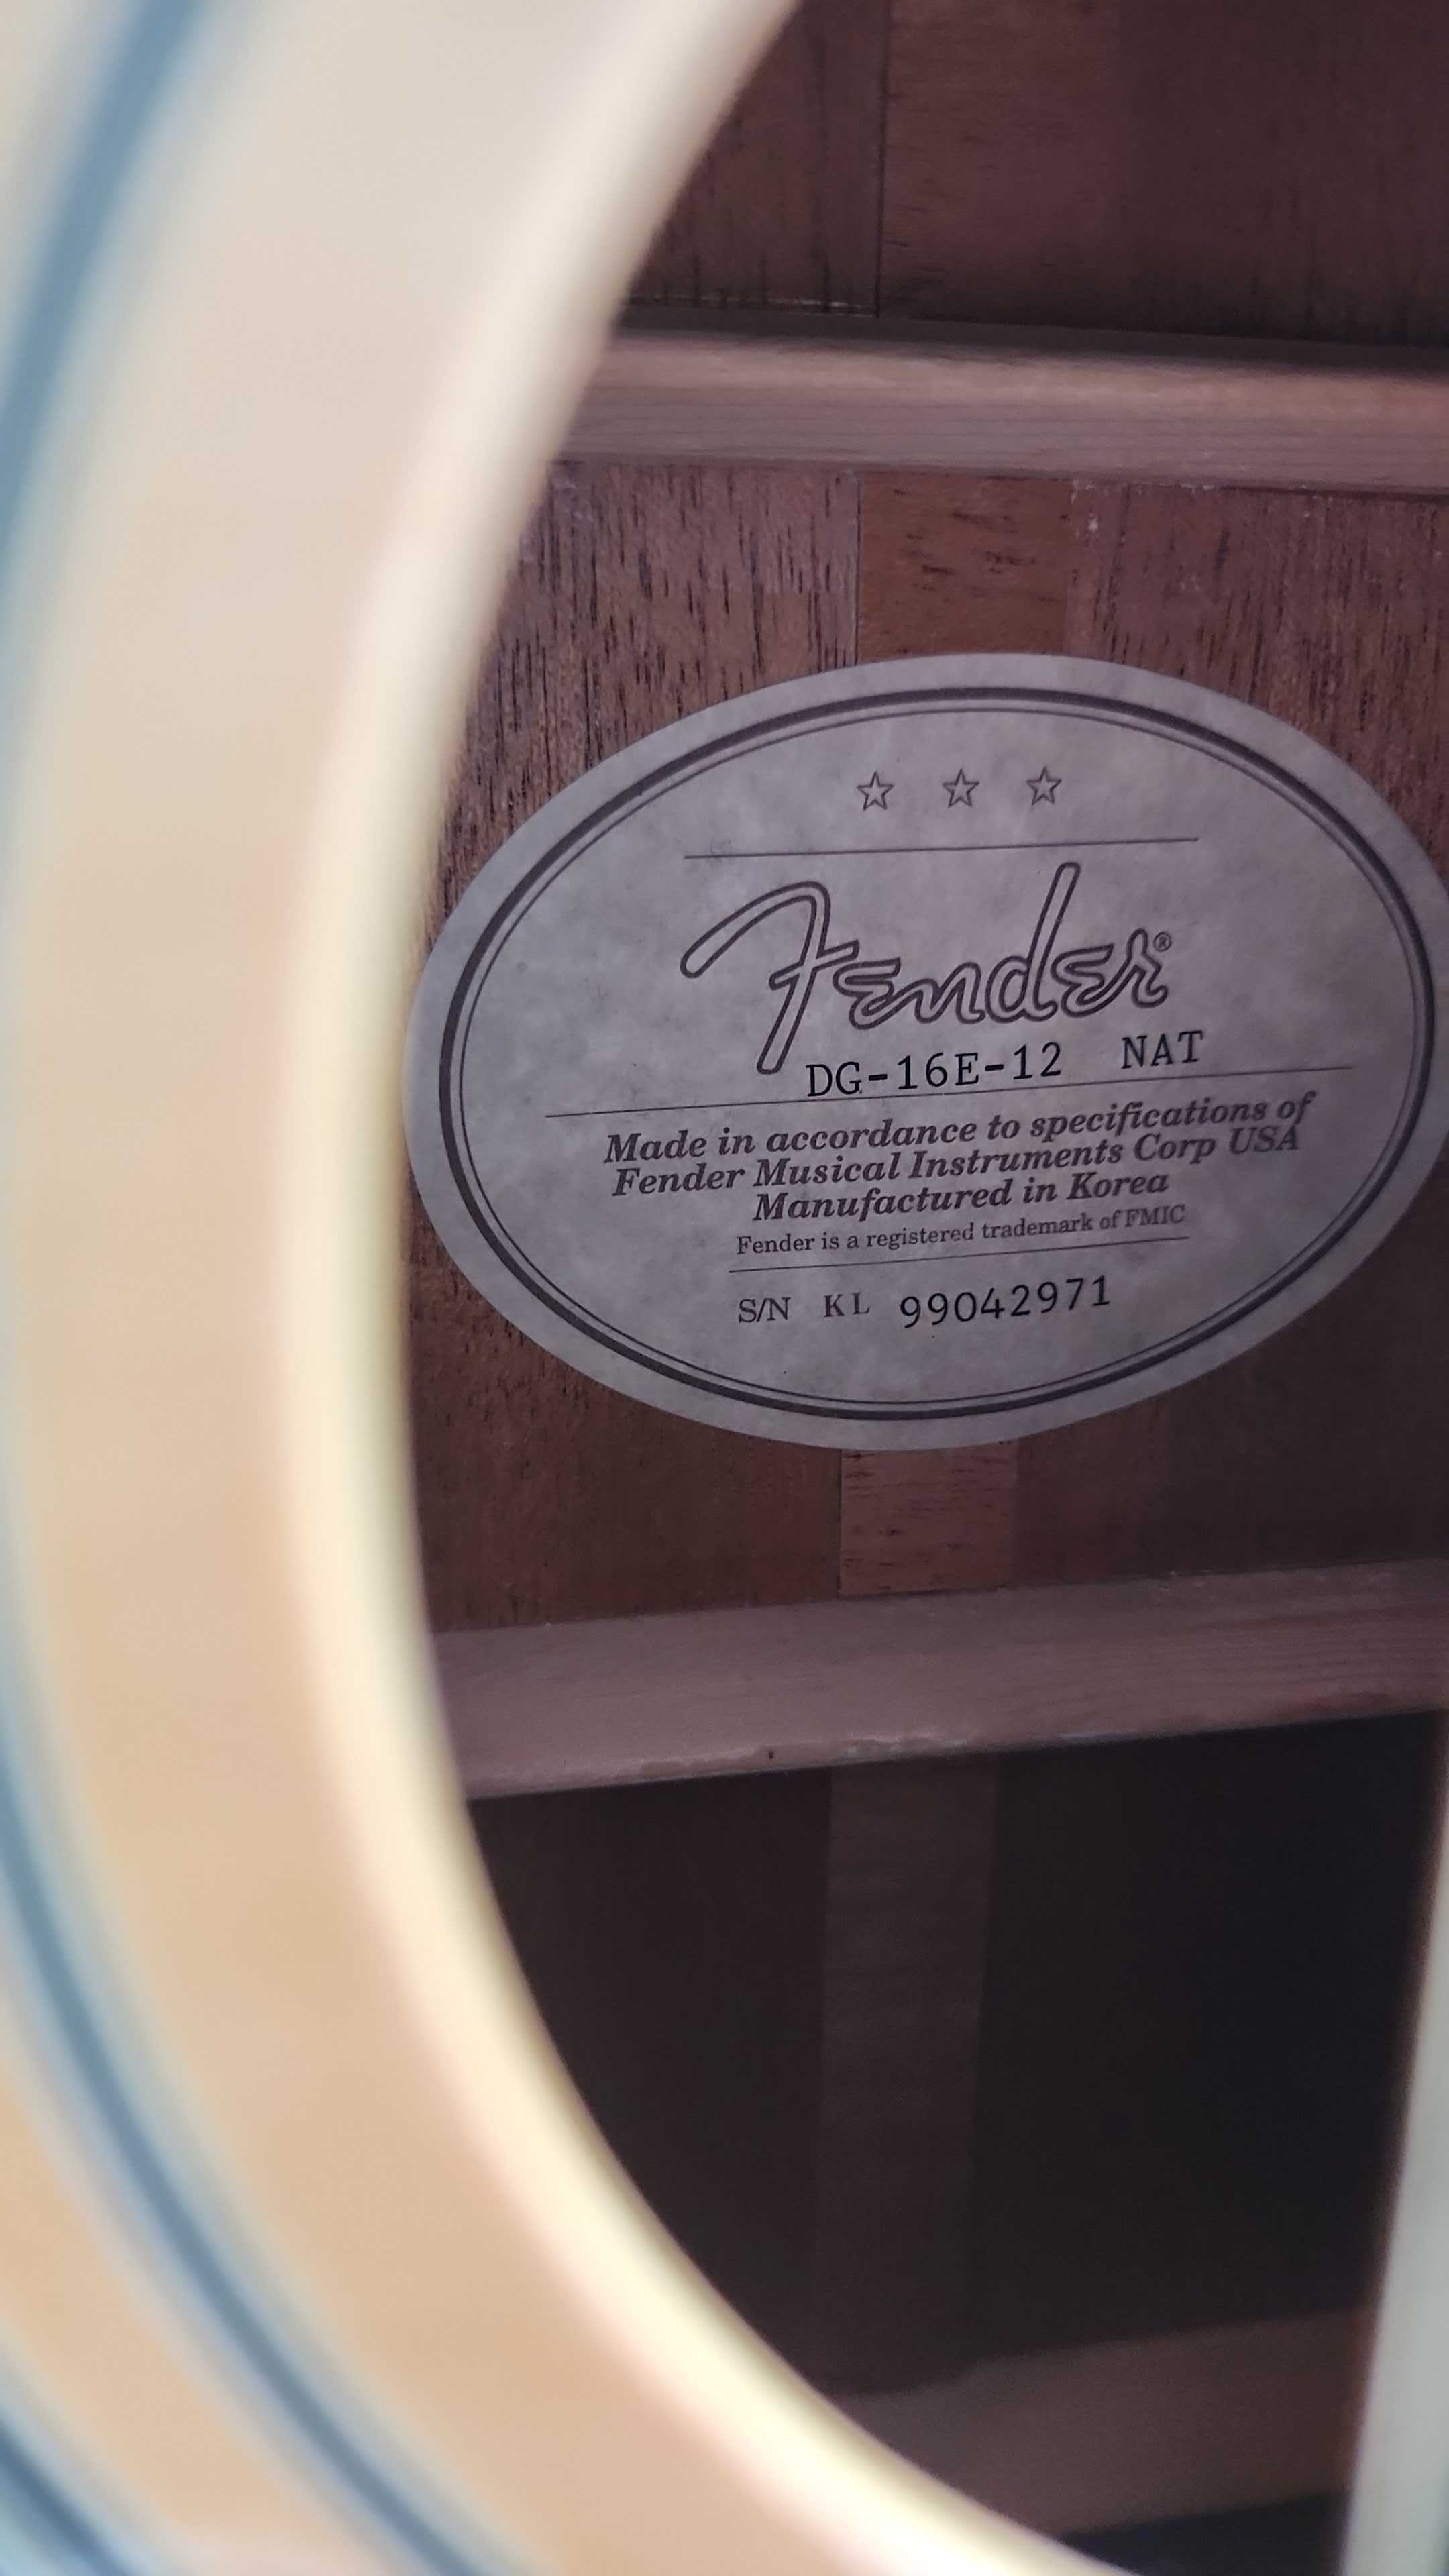 Fender®
DG-16E-12 NAT
Made in accordance to specifications of
Fender Musical Instruments Corp USA
Manufactured in Korea
Fender is a registered trademark of FMIC
S/N KL 99042971